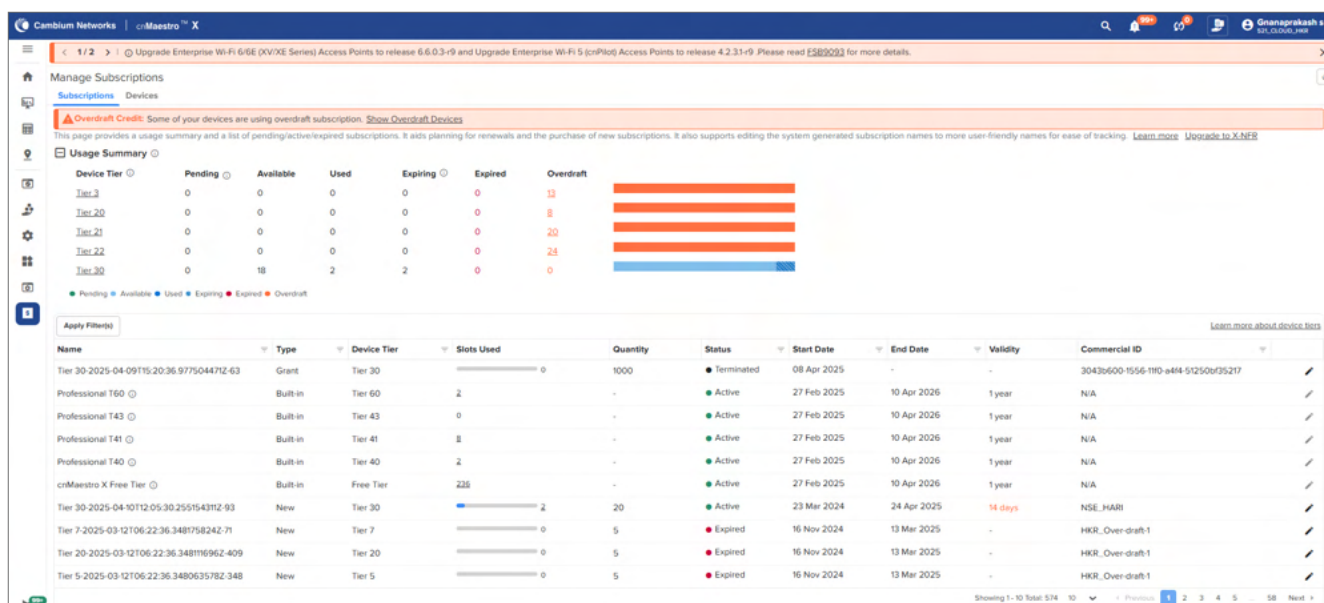 Cambium Networks | cnMaestro™ X
99+
0
Gnanaprakash s
S21_CLOUD_HKR
< 1 / 2 > Upgrade Enterprise Wi-Fi 6/6E (XV/XE Series) Access Points to release 6.6.0.3-r9 and Upgrade Enterprise Wi-Fi 5 (cnPilot) Access Points to release 4.2.3.1-r9 .Please read FSB9093 for more details.
Manage Subscriptions
Subscriptions Devices
Overdraft Credit: Some of your devices are using overdraft subscription. Show Overdraft Devices
This page provides a usage summary and a list of pending/active/expired subscriptions. It aids planning for renewals and the purchase of new subscriptions. It also supports editing the system generated subscription names to more user-friendly names for ease of tracking. Learn more Upgrade to X-NFR
Usage Summary
Device Tier Pending Available Used Expiring Expired Overdraft
Tier 3 0 0 0 0 0 13
Tier 20 0 0 0 0 0 8
Tier 21 0 0 0 0 0 20
Tier 22 0 0 0 0 0 24
Tier 30 0 18 2 2 0 0
Pending Available Used Expiring Expired Overdraft
Apply Filter(s) Learn more about device tiers
Name Type Device Tier Slots Used Quantity Status Start Date End Date Validity Commercial ID
Tier 30-2025-04-09T15:20:36.977504471Z-63 Grant Tier 30 0 1000 Terminated 08 Apr 2025 - - 3043b600-1556-11f0-a4f4-51250bf35217
Professional T60 Built-in Tier 60 2 - Active 27 Feb 2025 10 Apr 2026 1 year N/A
Professional T43 Built-in Tier 43 0 - Active 27 Feb 2025 10 Apr 2026 1 year N/A
Professional T41 Built-in Tier 41 8 - Active 27 Feb 2025 10 Apr 2026 1 year N/A
Professional T40 Built-in Tier 40 2 - Active 27 Feb 2025 10 Apr 2026 1 year N/A
cnMaestro X Free Tier Built-in Free Tier 236 - Active 27 Feb 2025 10 Apr 2026 1 year N/A
Tier 30-2025-04-10T12:05:30.255154311Z-93 New Tier 30 2 20 Active 23 Mar 2024 24 Apr 2025 14 days NSE_HARI
Tier 7-2025-03-12T06:22:36.348175824Z-71 New Tier 7 0 5 Expired 16 Nov 2024 13 Mar 2025 - HKR_Over-draft-1
Tier 20-2025-03-12T06:22:36.348111696Z-409 New Tier 20 0 5 Expired 16 Nov 2024 13 Mar 2025 - HKR_Over-draft-1
Tier 5-2025-03-12T06:22:36.348063578Z-348 New Tier 5 0 5 Expired 16 Nov 2024 13 Mar 2025 - HKR_Over-draft-1
Showing 1 - 10 Total: 574 10 < Previous 1 2 3 4 5 ... 58 Next >